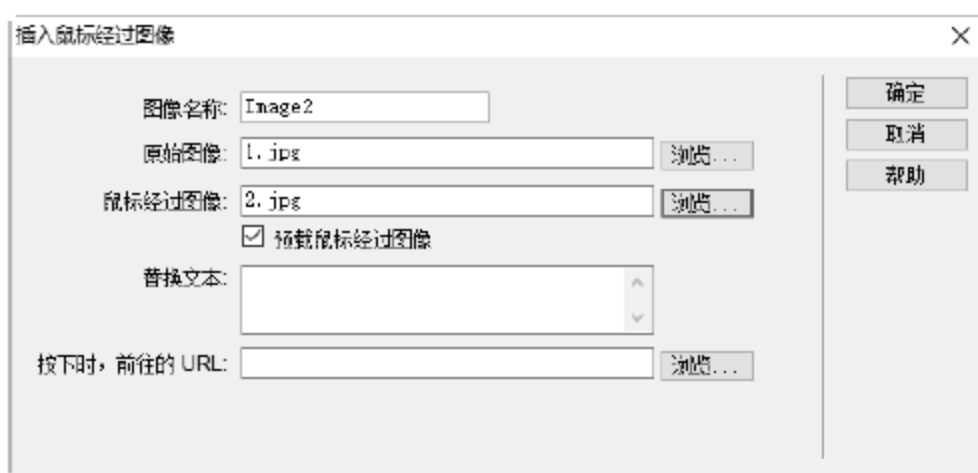 插入鼠标经过图像
图像名称: Image2
确定
原始图像: 1.jpg 浏览...
取消
鼠标经过图像: 2.jpg 浏览...
帮助
预载鼠标经过图像
替换文本:
按下时，前往的 URL: 浏览...